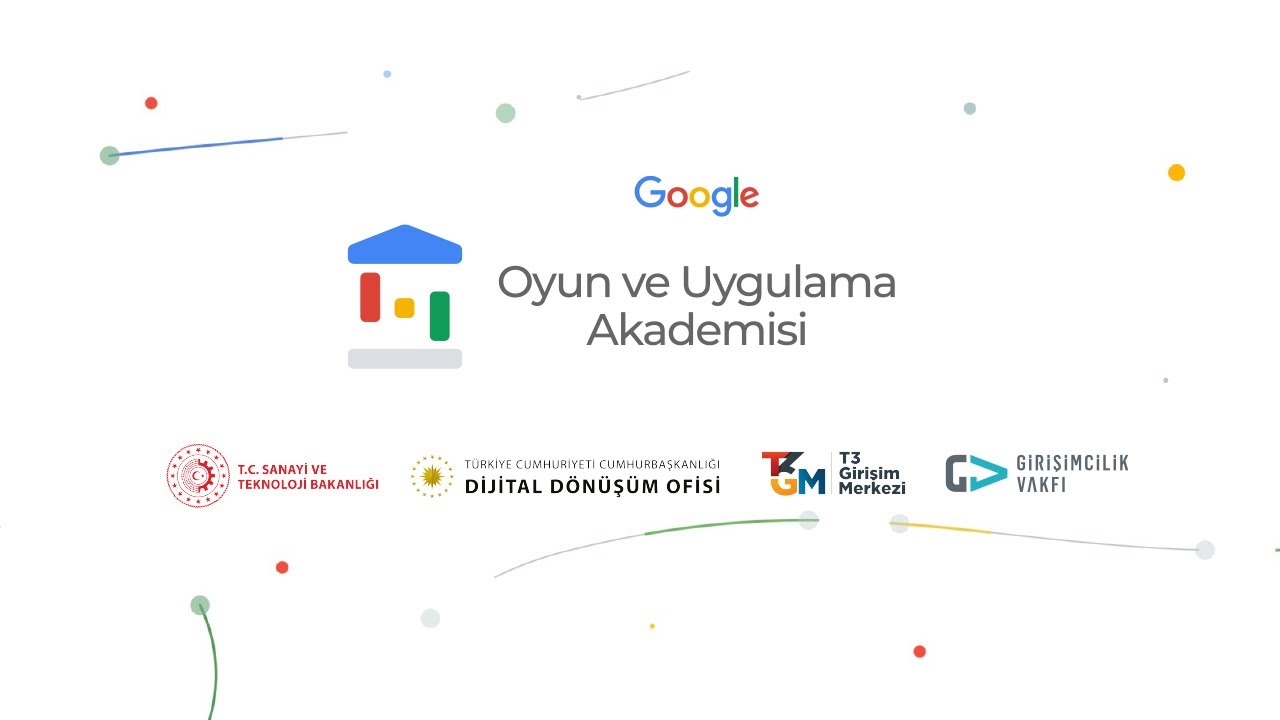 Google
Oyun ve Uygulama
Akademisi
T.C. SANAYİ VE
TEKNOLOJİ BAKANLIĞI
TÜRKİYE CUMHURİYETİ CUMHURBAŞKANLIĞI
DİJİTAL DÖNÜŞÜM OFİSİ
T3GM
T3
Girişim
Merkezi
GİRİŞİMCİLİK
VAKFI